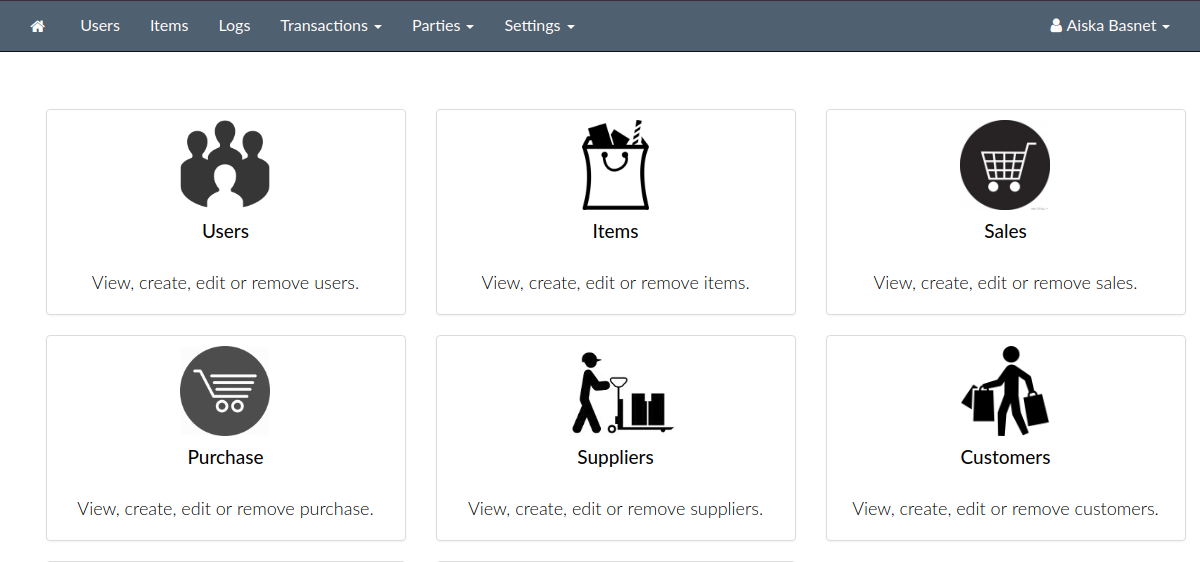 Users Items Logs Transactions Parties Settings Aiska Basnet
Users Items Sales
View, create, edit or remove users. View, create, edit or remove items. View, create, edit or remove sales.
Purchase Suppliers Customers
View, create, edit or remove purchase. View, create, edit or remove suppliers. View, create, edit or remove customers.